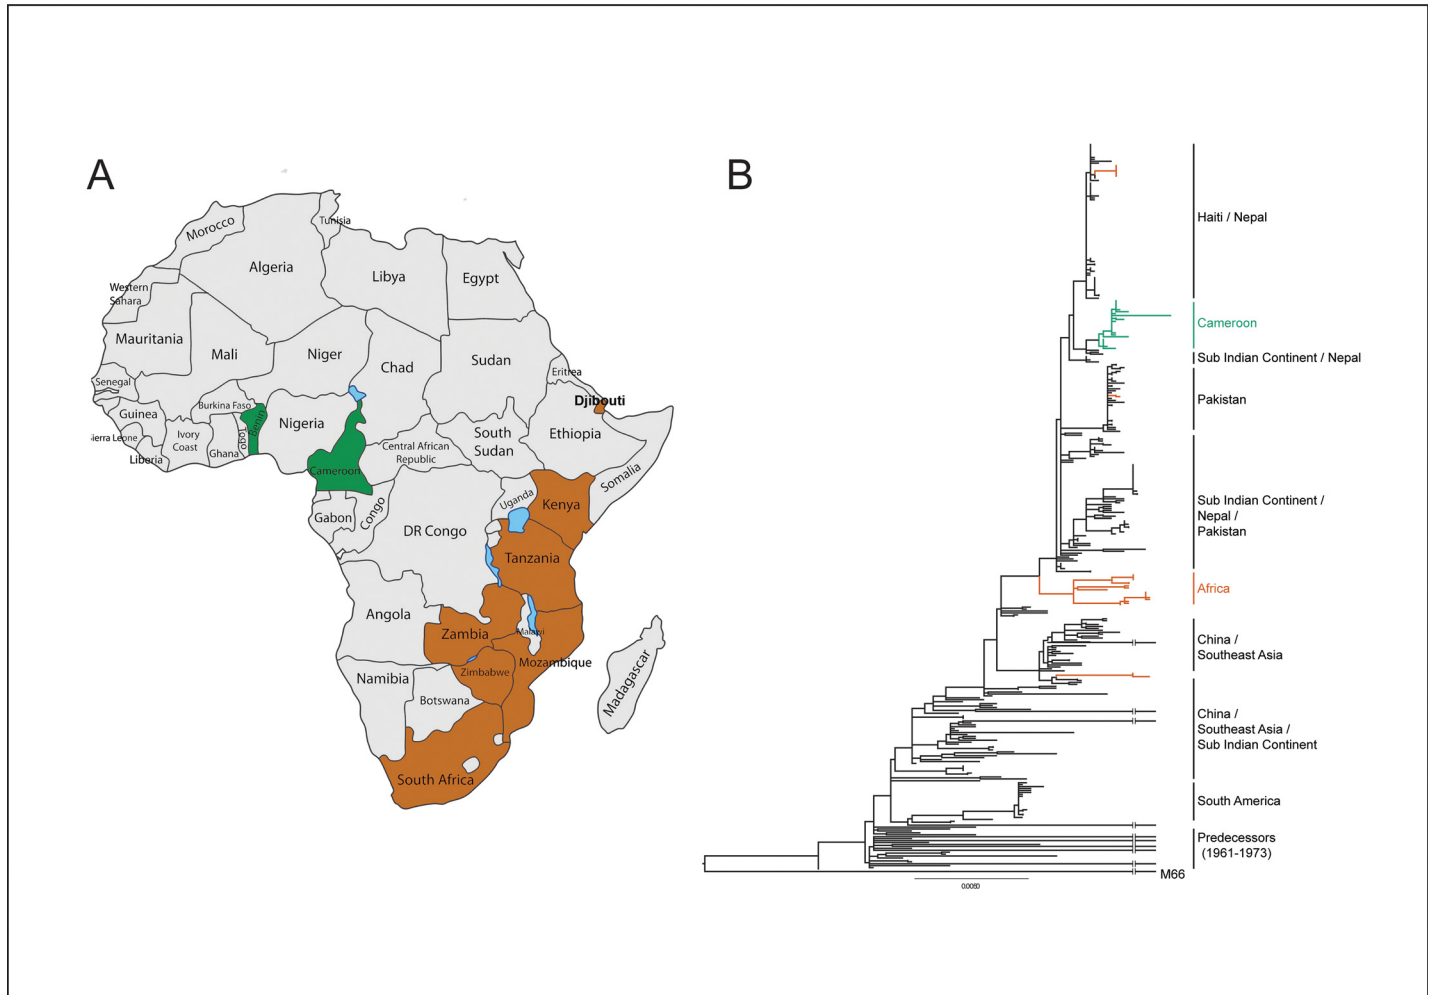 A
B
Morocco
Tunisia
Algeria
Libya
Egypt
Western
Sahara
Mauritania
Mali
Niger
Chad
Sudan
Eritrea
Senegal
Burkina Faso
Benin
Djibouti
Guinea
Nigeria
Ivory
Coast
Togo
Ghana
ierra Leone
Liberia
Central African
Republic
South
Sudan
Ethiopia
Somalia
Cameroon
Uganda
Kenya
Gabon
Congo
DR Congo
Tanzania
Angola
Zambia
Malawi
Mozambique
Zimbabwe
Namibia
Botswana
Madagascar
South Africa
Haiti / Nepal
Cameroon
Sub Indian Continent / Nepal
Pakistan
Sub Indian Continent /
Nepal /
Pakistan
Africa
China /
Southeast Asia
China /
Southeast Asia /
Sub Indian Continent
South America
Predecessors
(1961-1973)
M66
0.0050